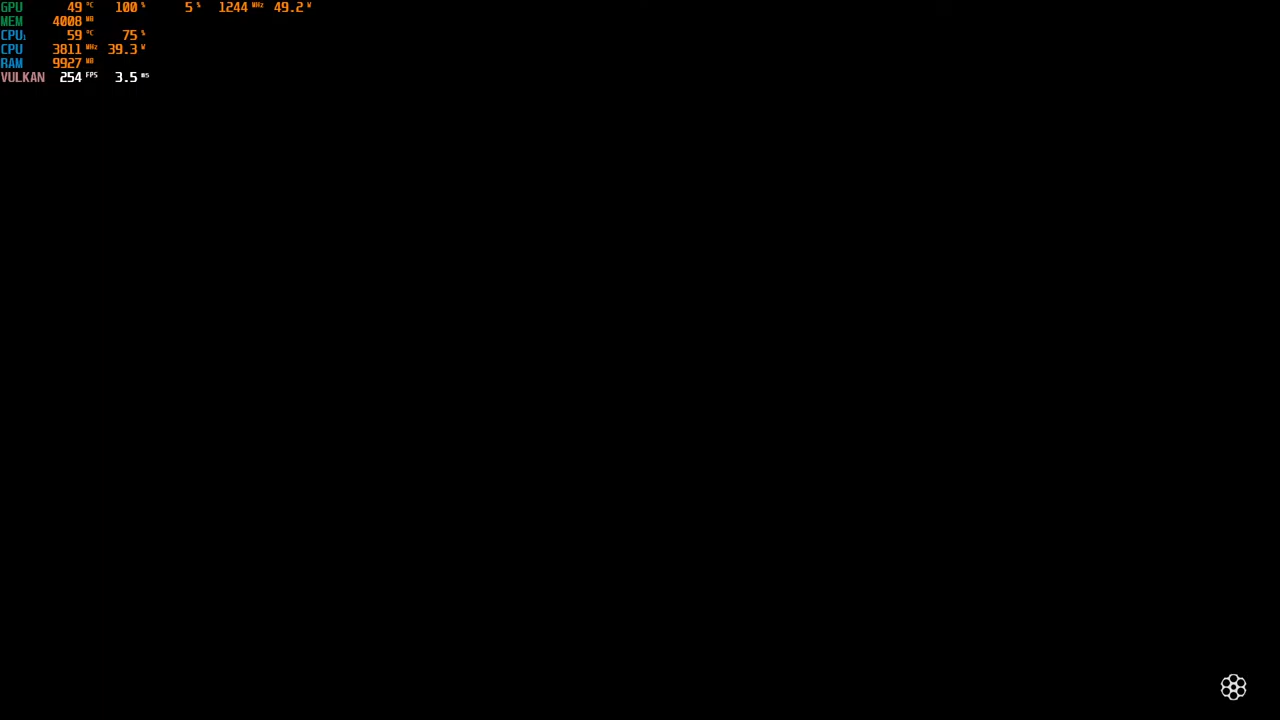 GPU 49 °C 100 % 5 % 1244 MHz 49.2 W
MEM 4008 MB
CPU1 59 °C 75 %
CPU 3811 MHz 39.3 W
RAM 9927 MB
VULKAN 254 FPS 3.5 ms